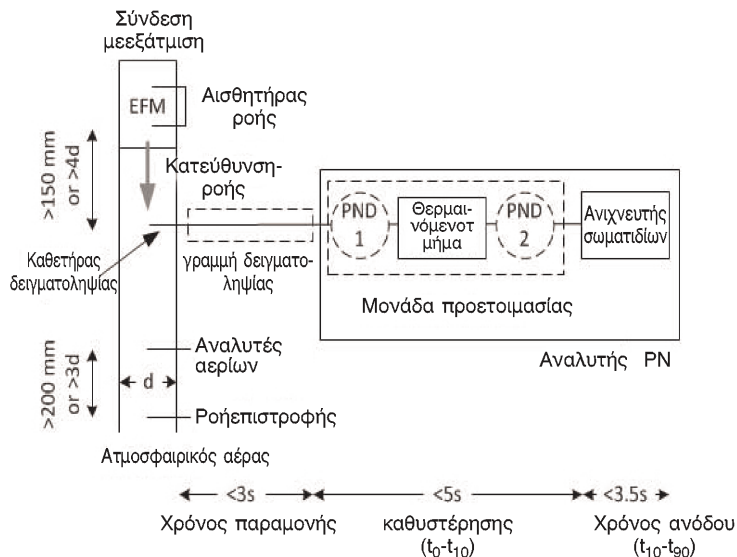 Σύνδεση
μεεξάτμιση
EFM
Αισθητήρας
ροής
>150 mm
or >4d
Κατεύθυνση-
ροής
PND
1
Θερμαι-
νόμενοτ
μήμα
PND
2
Ανιχνευτής
σωματιδίων
Καθετήρας
δειγματοληψίας
γραμμή δειγματο-
ληψίας
Μονάδα προετοιμασίας
Αναλυτής PN
>200 mm
or >3d
Αναλυτές
αερίων
d
Ροήεπιστροφής
Ατμοσφαιρικός αέρας
<3s
<5s
<3.5s
Χρόνος παραμονής
καθυστέρησης
(t0-t10)
Χρόνος ανόδου
(t10-t90)